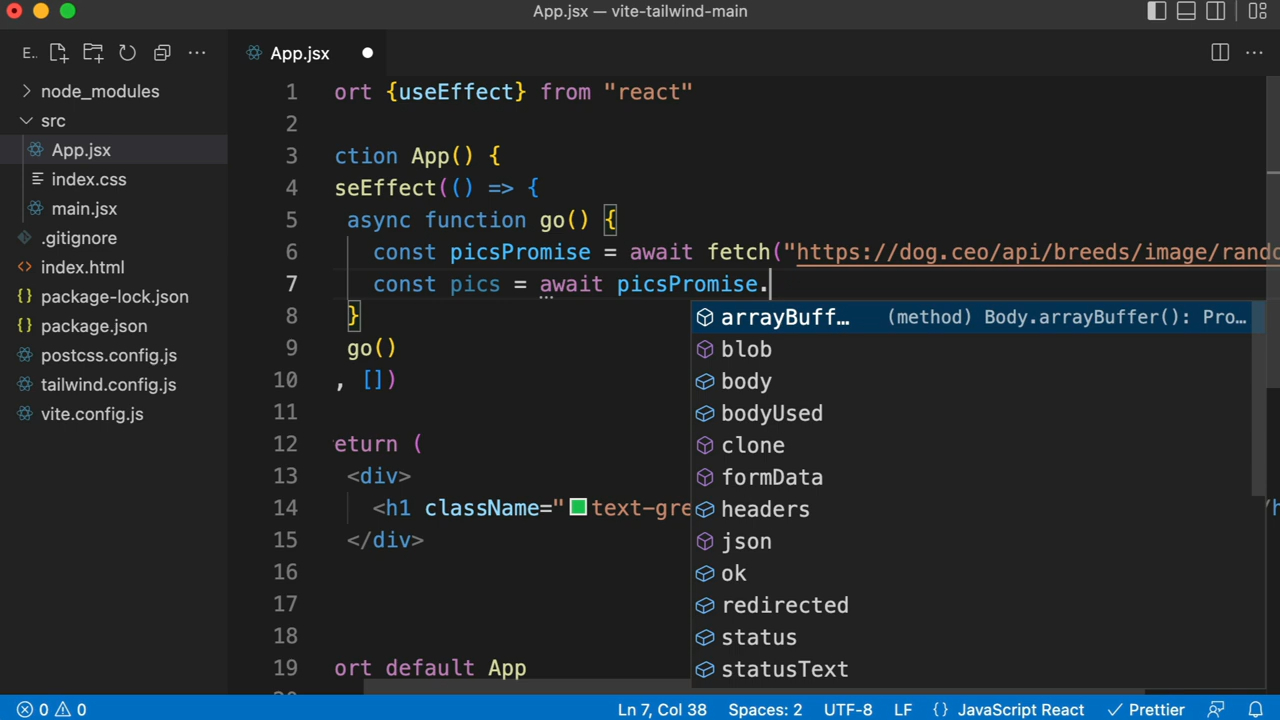 App.jsx — vite-tailwind-main
E..
App.jsx
node_modules
src
App.jsx
index.css
main.jsx
.gitignore
index.html
package-lock.json
package.json
postcss.config.js
tailwind.config.js
vite.config.js
1 ort {useEffect} from "react"
2
3 ction App() {
4 seEffect(() => {
5 async function go() {
6 const picsPromise = await fetch("https://dog.ceo/api/breeds/image/rando
7 const pics = await picsPromise.
8 }
9 go()
10 , [])
11
12 eturn (
13 <div>
14 <h1 className="text-gre
15 </div>
16
17
18
19 ort default App
arrayBuff… (method) Body.arrayBuffer(): Pro…
blob
body
bodyUsed
clone
formData
headers
json
ok
redirected
status
statusText
0 0
Ln 7, Col 38 Spaces: 2 UTF-8 LF {} JavaScript React Prettier